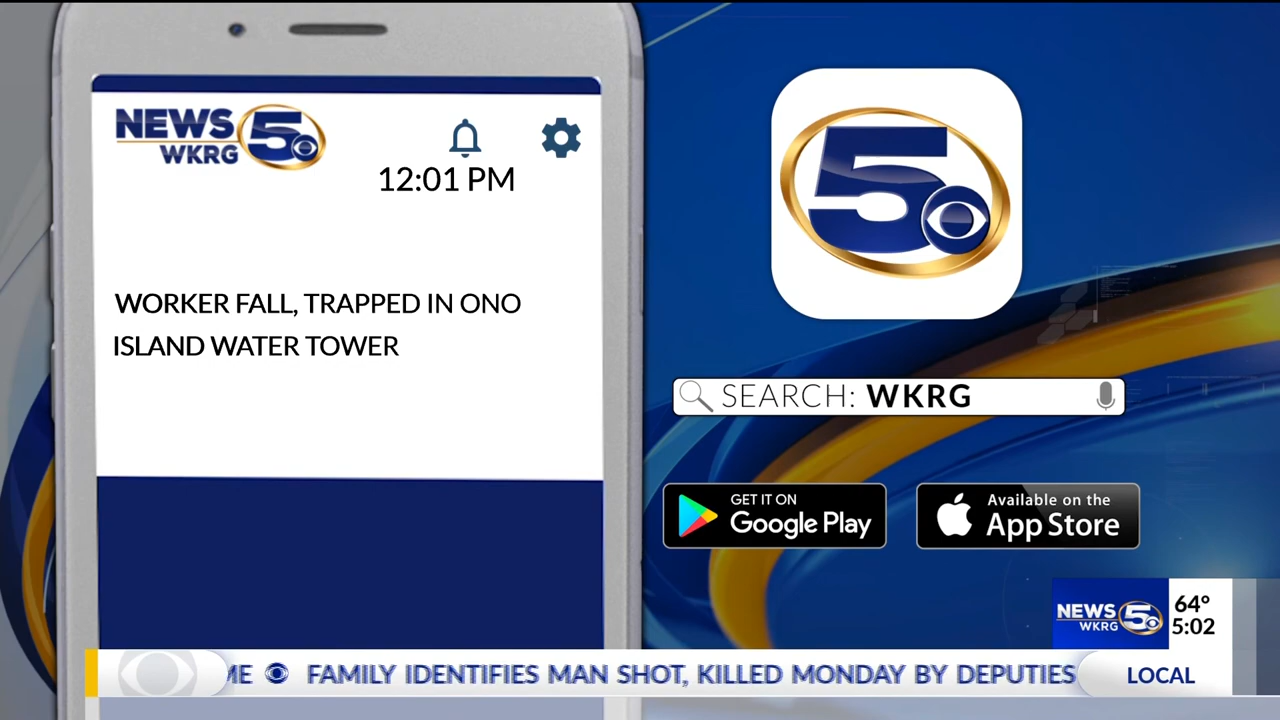 NEWS 5
WKRG
12:01 PM
WORKER FALL, TRAPPED IN ONO
ISLAND WATER TOWER
5
SEARCH: WKRG
GET IT ON
Google Play
Available on the
App Store
NEWS 5
WKRG
64°
5:02
ME FAMILY IDENTIFIES MAN SHOT, KILLED MONDAY BY DEPUTIES
LOCAL